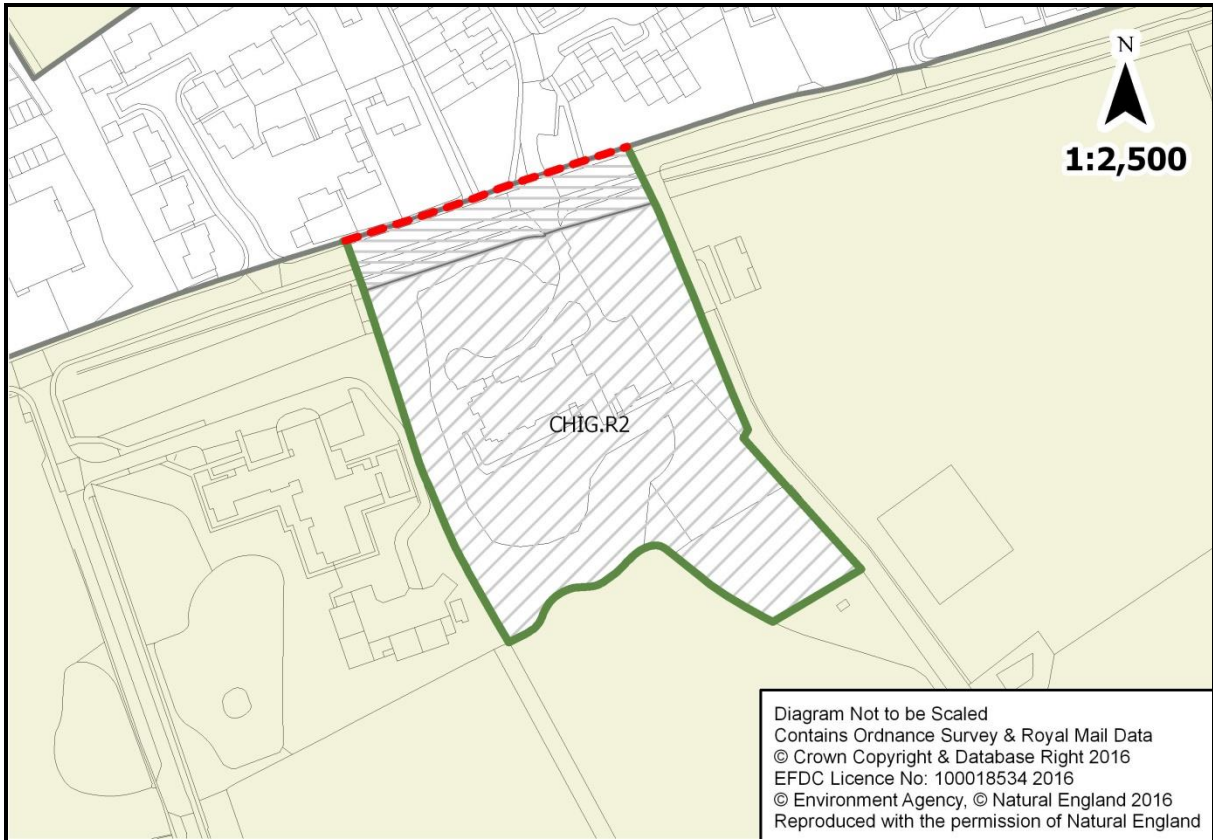 N
1:2,500
CHIG.R2
Diagram Not to be Scaled
Contains Ordnance Survey & Royal Mail Data
© Crown Copyright & Database Right 2016
EFDC Licence No: 100018534 2016
© Environment Agency, © Natural England 2016
Reproduced with the permission of Natural England